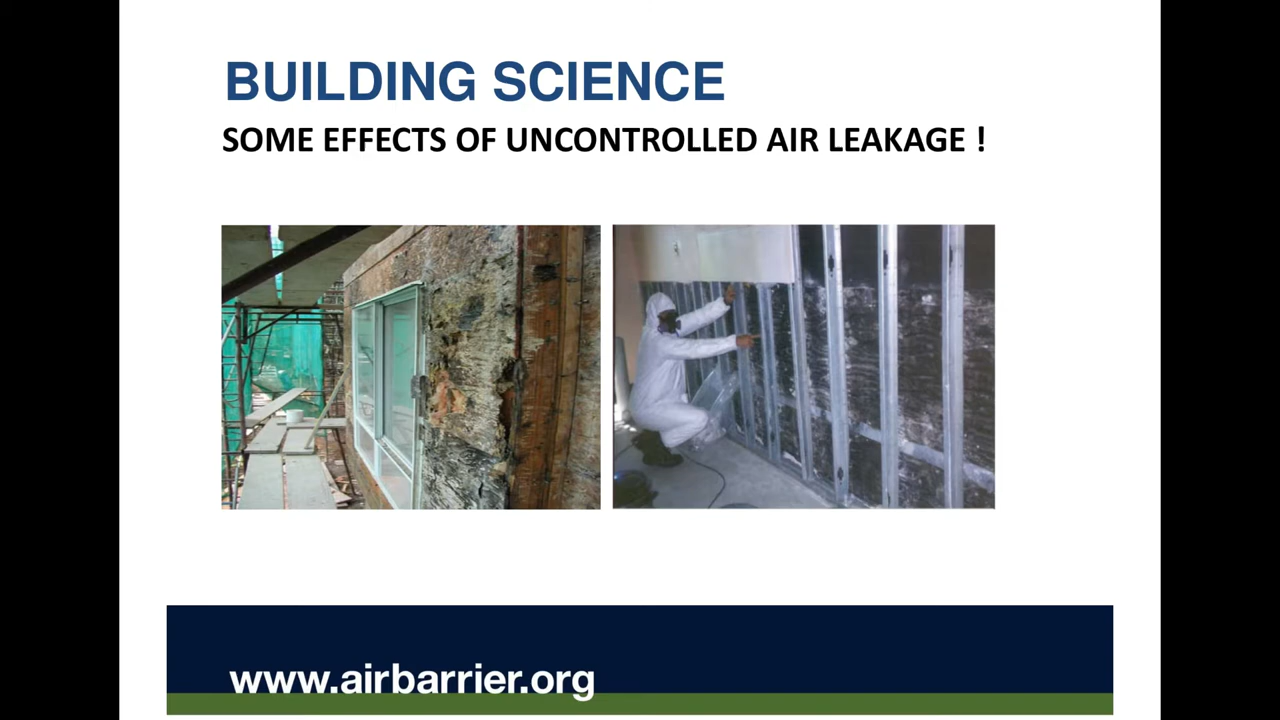 BUILDING SCIENCE
SOME EFFECTS OF UNCONTROLLED AIR LEAKAGE !
www.airbarrier.org